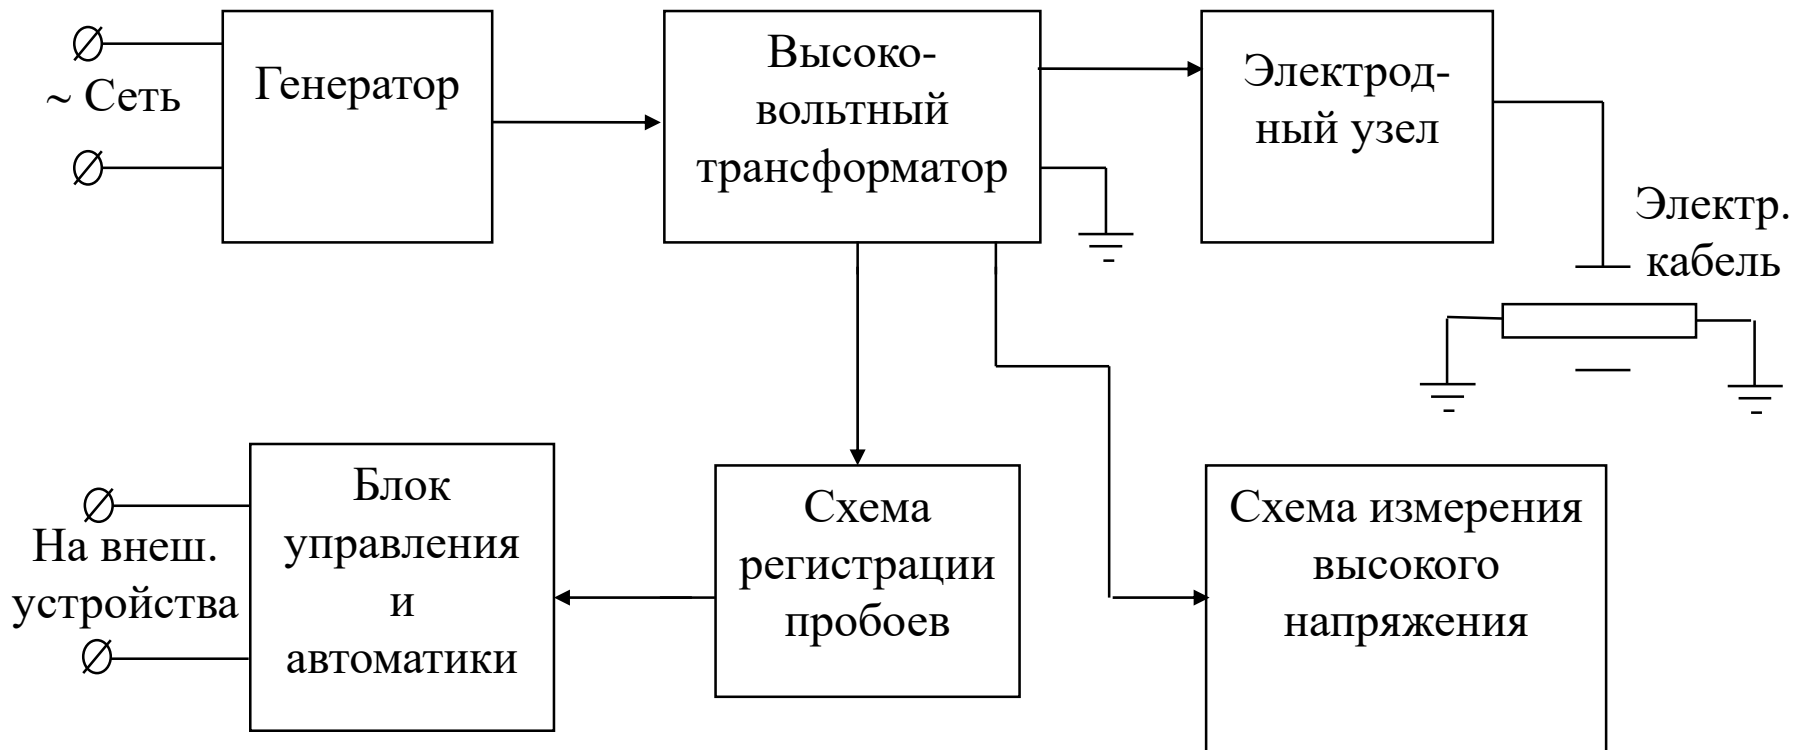 ~ Сеть
Генератор
Высоко-
вольтный
трансформатор
Электрод-
ный узел
Электр.
кабель
На внеш.
устройства
Блок
управления
и
автоматики
Схема
регистрации
пробоев
Схема измерения
высокого
напряжения